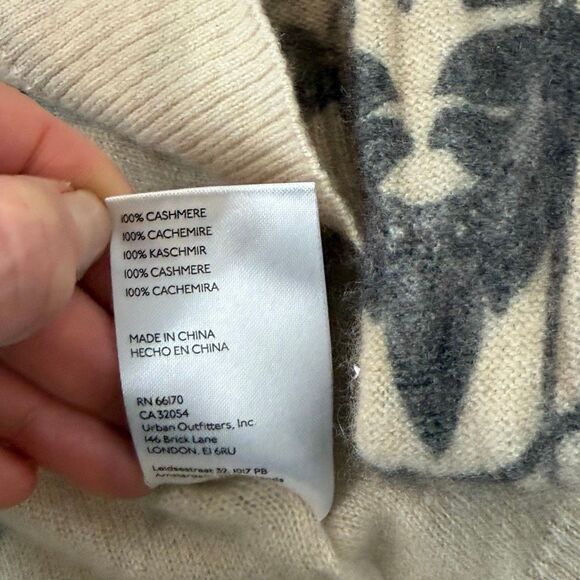 100% CASHMERE
100% CACHEMIRE
100% KASCHMIR
100% CASHMERE
100% CACHEMIRA
MADE IN CHINA
HECHO EN CHINA
RN 66170
CA 32054
Urban Outfitters, Inc.
146 Brick Lane
LONDON. E1 6RU
Leidsestraat 32, 1017 PB